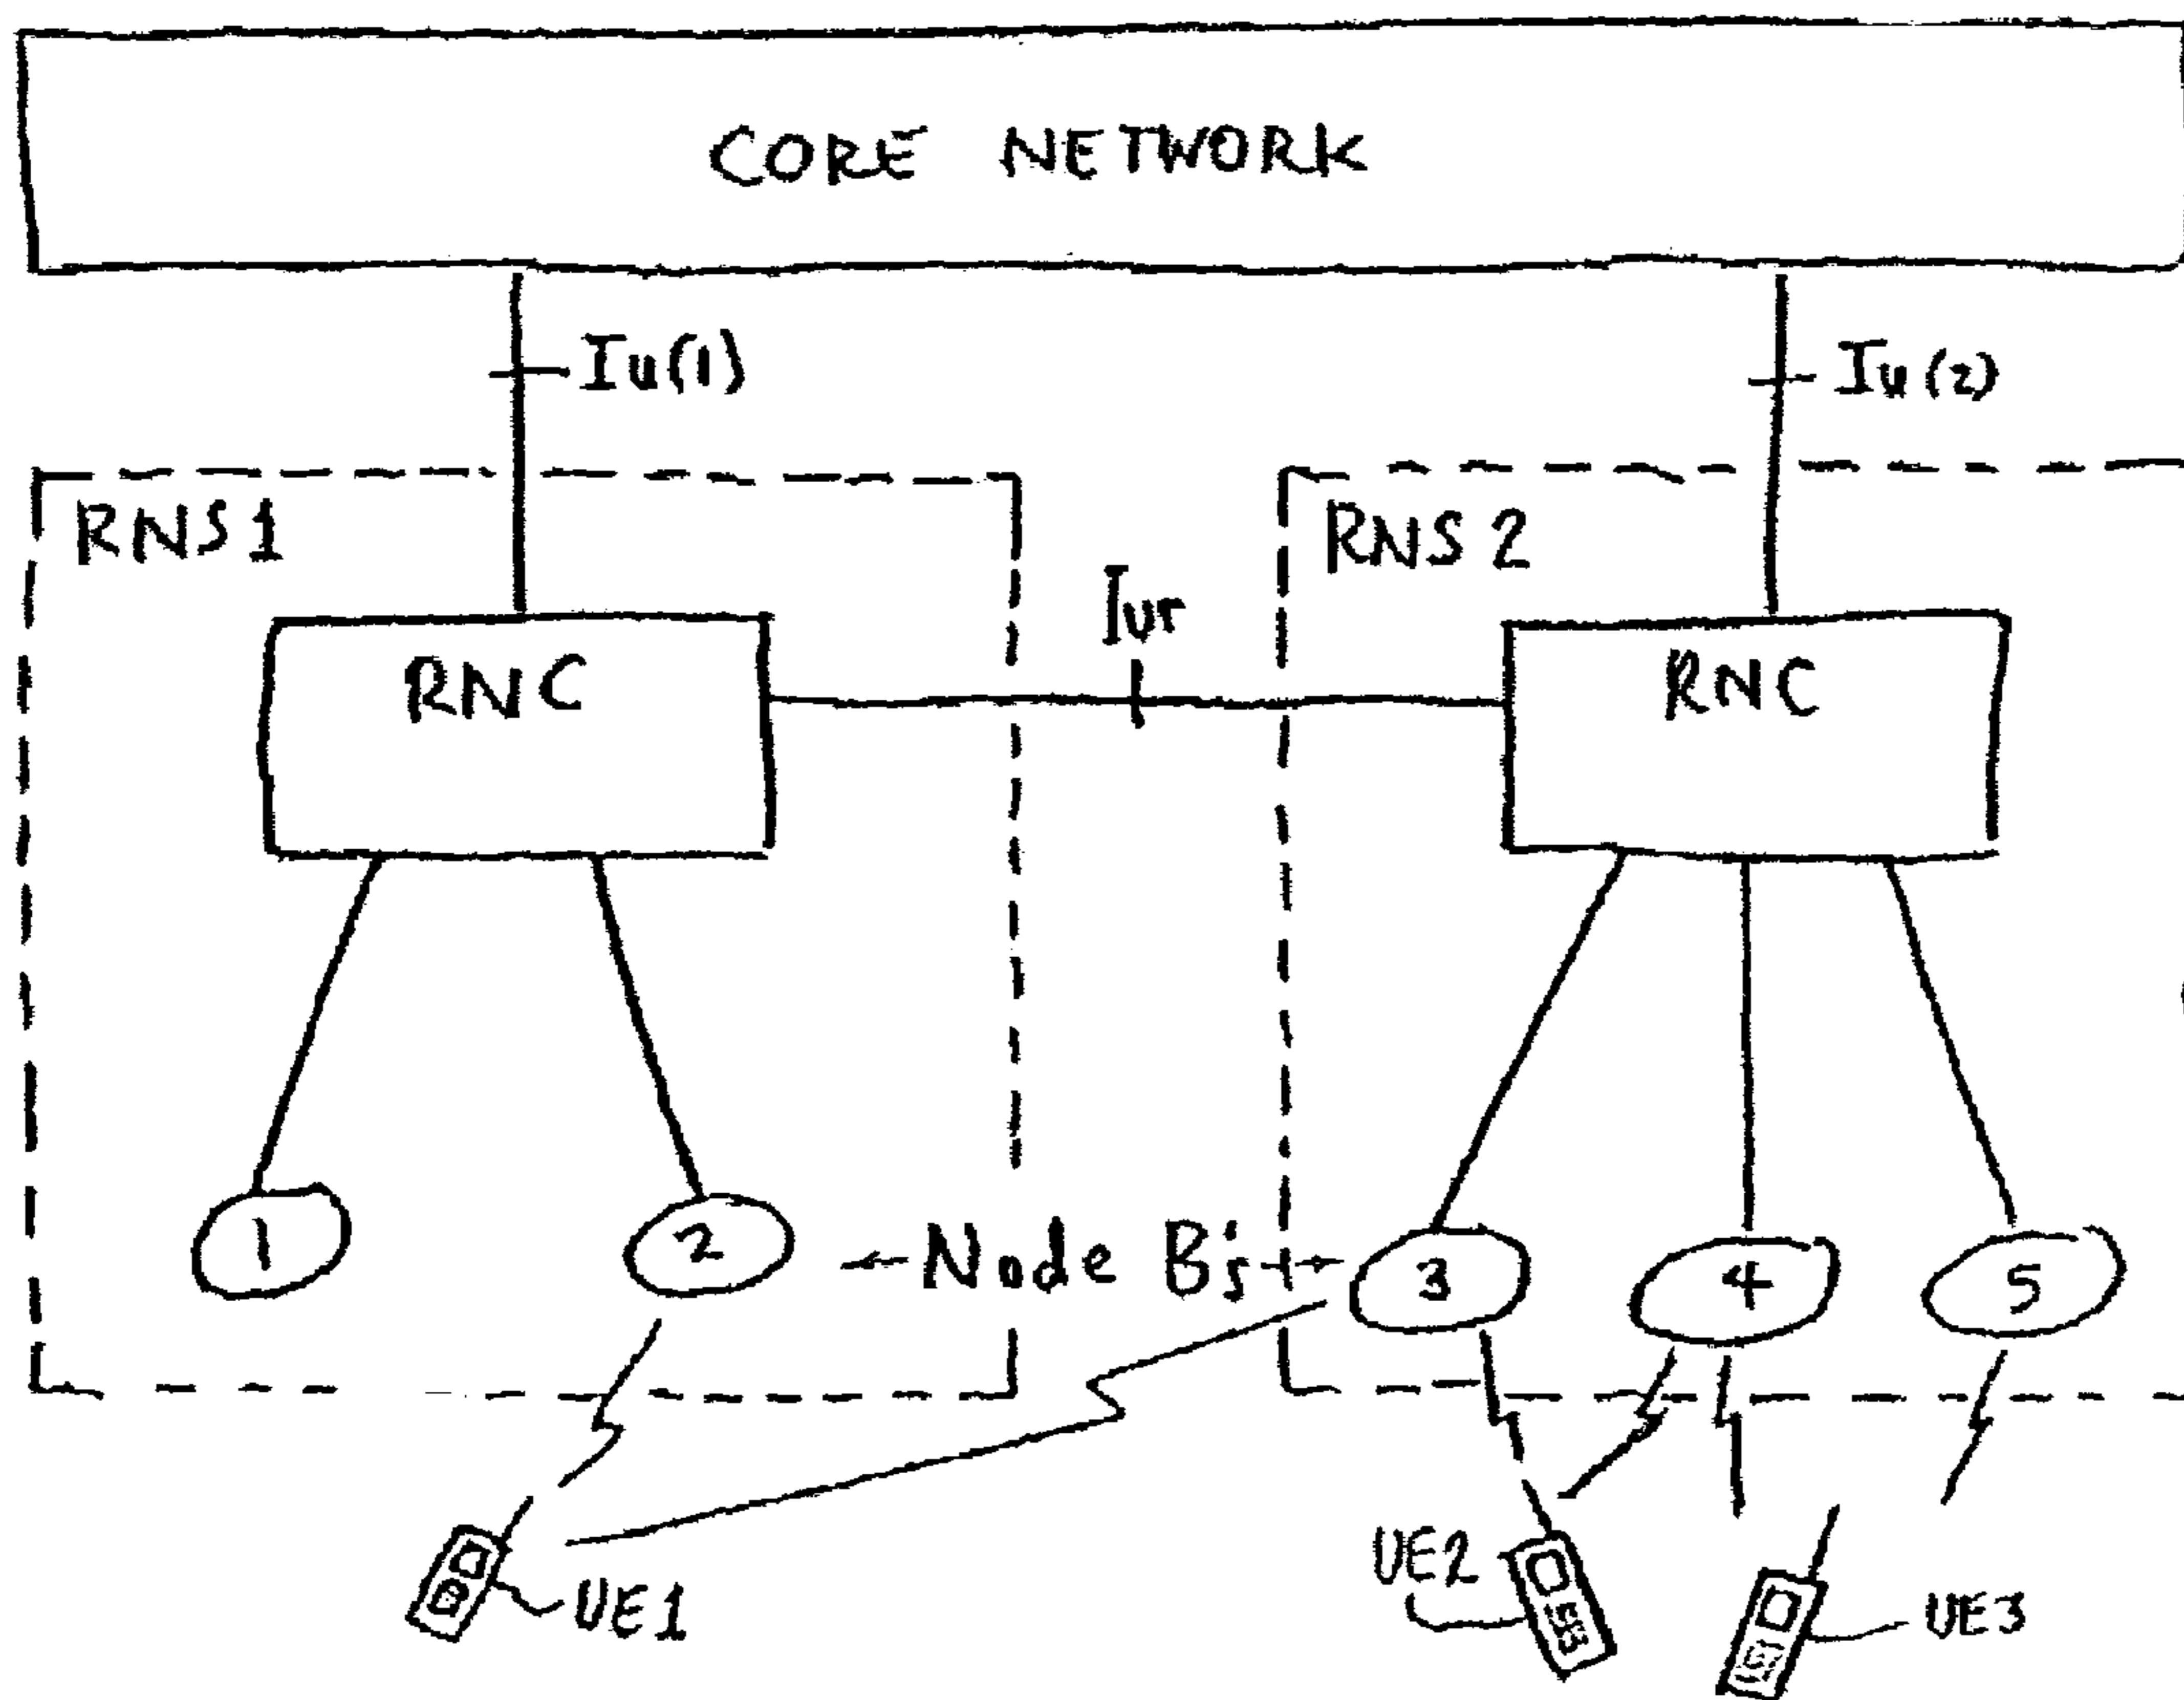 CORE NETWORK
Iu(1)
Iu(2)
RNS1
RNS2
Iur
RNC
RNC
1
2
Node B's
3
4
5
UE1
UE2
UE3